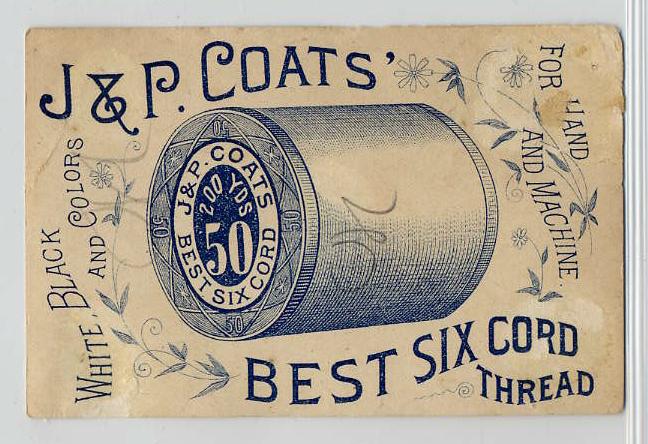 J & P. COATS'
FOR HAND
AND MACHINE.
WHITE, BLACK
AND COLORS
50
J & P. COATS
200 YDS
50
BEST SIX CORD
50
50
50
BEST SIX CORD
THREAD